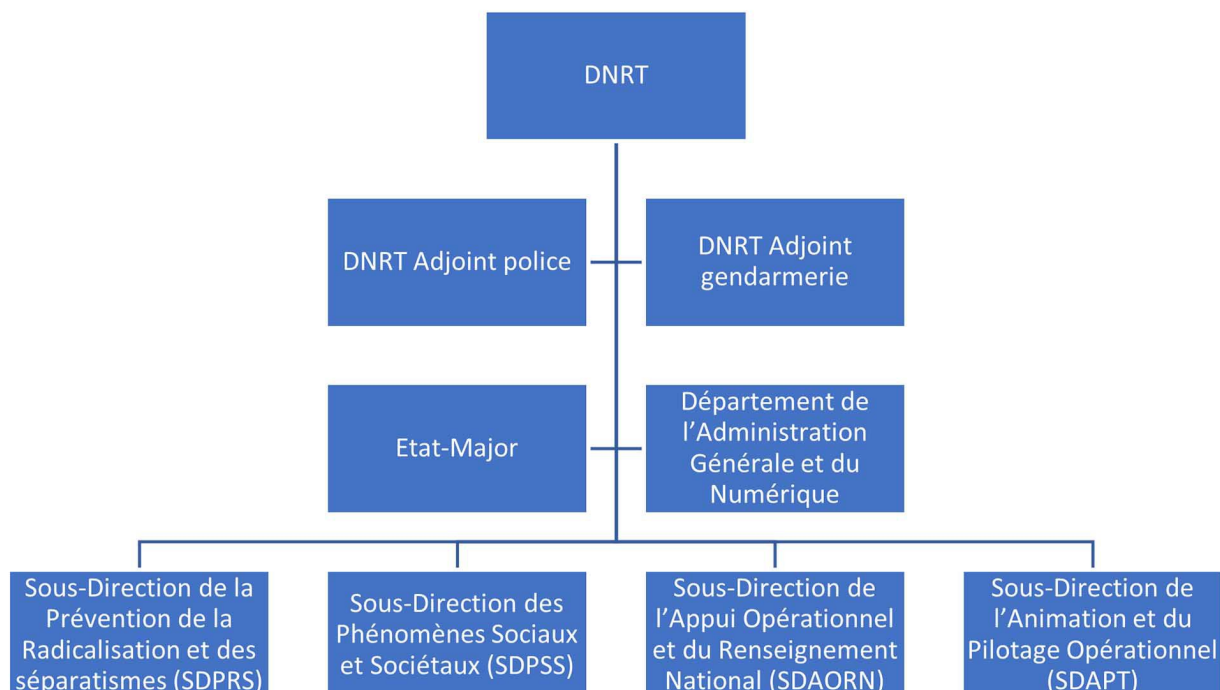 DNRT
DNRT Adjoint police
DNRT Adjoint
gendarmerie
Etat-Major
Département de
l’Administration
Générale et du
Numérique
Sous-Direction de la
Prévention de la
Radicalisation et des
séparatismes (SDPRS)
Sous-Direction des
Phénomènes Sociaux
et Sociétaux (SDPSS)
Sous-Direction de
l’Appui Opérationnel
et du Renseignement
National (SDAORN)
Sous-Direction de
l’Animation et du
Pilotage Opérationnel
(SDAPT)